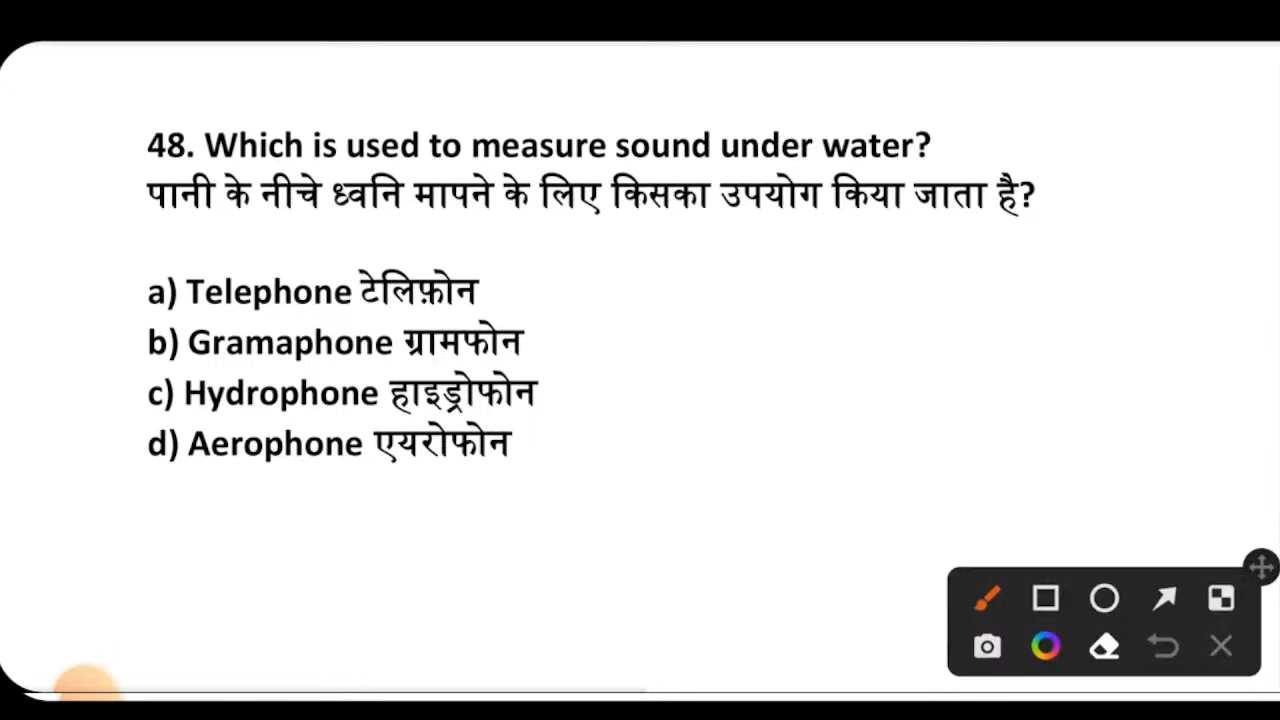 48. Which is used to measure sound under water?
पानी के नीचे ध्वनि मापने के लिए किसका उपयोग किया जाता है?
a) Telephone टेलिफ़ोन
b) Gramaphone ग्रामफोन
c) Hydrophone हाइड्रोफोन
d) Aerophone एयरोफोन